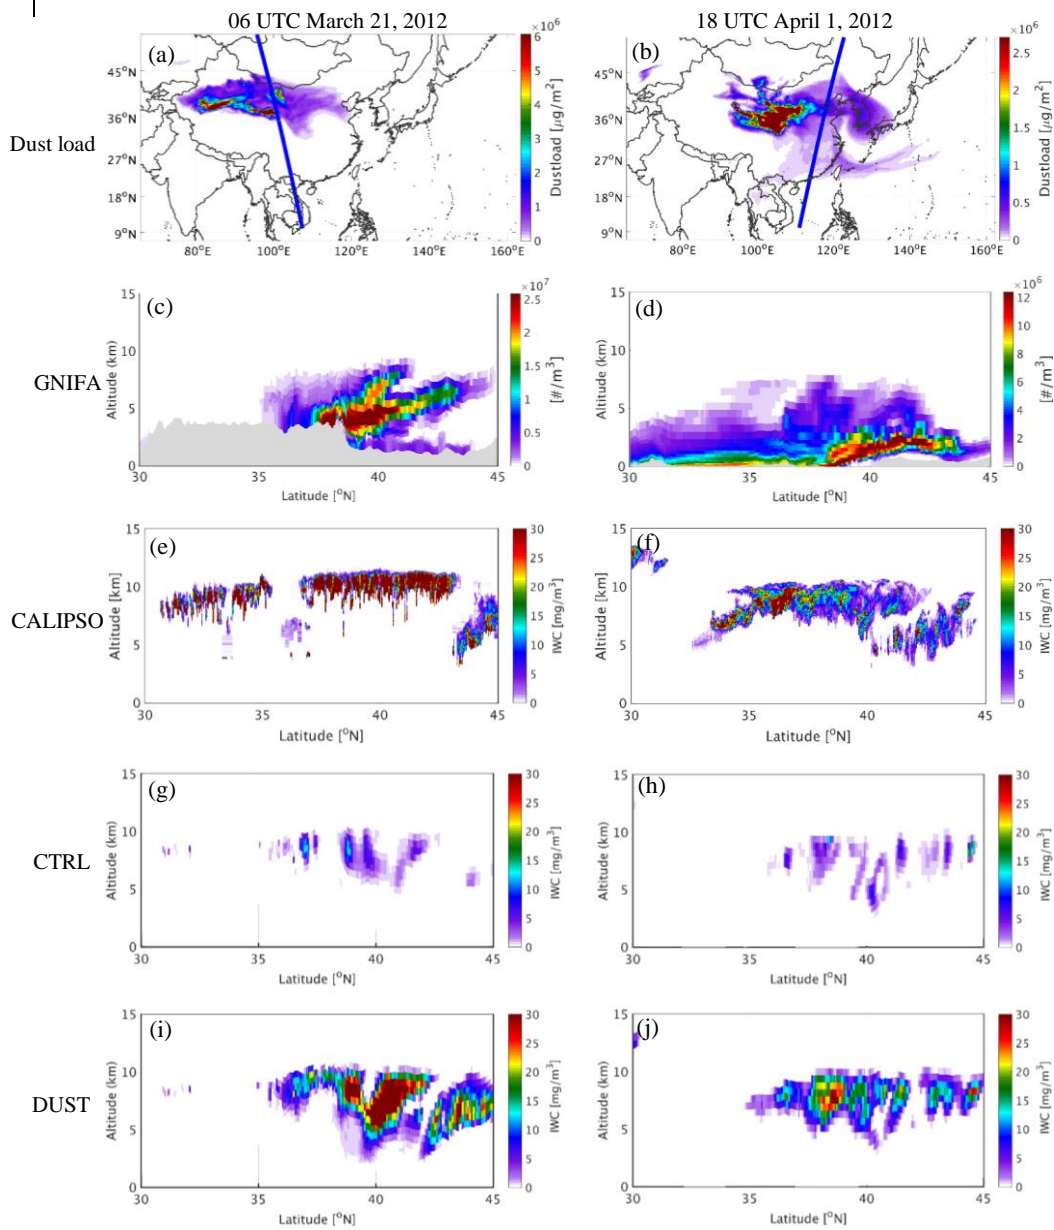 06 UTC March 21, 2012
18 UTC April 1, 2012
Dust load
(a)
45°N
36°N
27°N
18°N
9°N
80°E 100°E 120°E 140°E 160°E
×10⁶
6
5
4
3
2
1
0
Dustload [μg/m²]
(b)
45°N
36°N
27°N
18°N
9°N
80°E 100°E 120°E 140°E 160°E
×10⁶
2.5
2
1.5
1
0.5
0
Dustload [μg/m²]
GNIFA
(c)
15
10
5
0
Altitude (km)
30 35 40 45
Latitude [°N]
×10⁷
2.5
2
1.5
1
0.5
0
[#/m³]
(d)
15
10
5
0
Altitude (km)
30 35 40 45
Latitude [°N]
×10⁶
12
10
8
6
4
2
0
[#/m³]
CALIPSO
(e)
15
10
5
0
Altitude [km]
30 35 40 45
Latitude [°N]
30
25
20
15
10
5
0
IWC [mg/m³]
(f)
15
10
5
0
Altitude [km]
30 35 40 45
Latitude [°N]
30
25
20
15
10
5
0
IWC [mg/m³]
CTRL
(g)
15
10
5
0
Altitude (km)
30 35 40 45
Latitude [°N]
30
25
20
15
10
5
0
IWC [mg/m³]
(h)
15
10
5
0
Altitude (km)
30 35 40 45
Latitude [°N]
30
25
20
15
10
5
0
IWC [mg/m³]
DUST
(i)
15
10
5
0
Altitude (km)
30 35 40 45
Latitude [°N]
30
25
20
15
10
5
0
IWC [mg/m³]
(j)
15
10
5
0
Altitude (km)
30 35 40 45
Latitude [°N]
30
25
20
15
10
5
0
IWC [mg/m³]